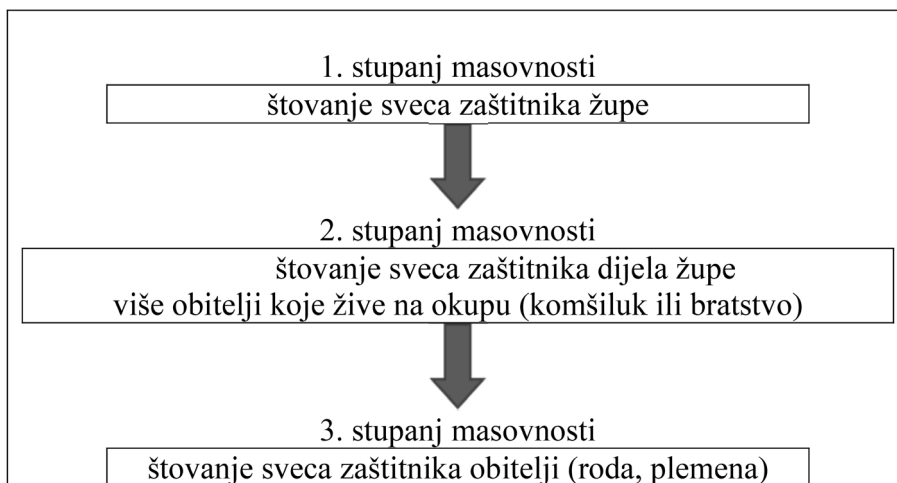 1. stupanj masovnosti
štovanje sveca zaštitnika župe
2. stupanj masovnosti
štovanje sveca zaštitnika dijela župe
više obitelji koje žive na okupu (komšiluk ili bratstvo)
3. stupanj masovnosti
štovanje sveca zaštitnika obitelji (roda, plemena)